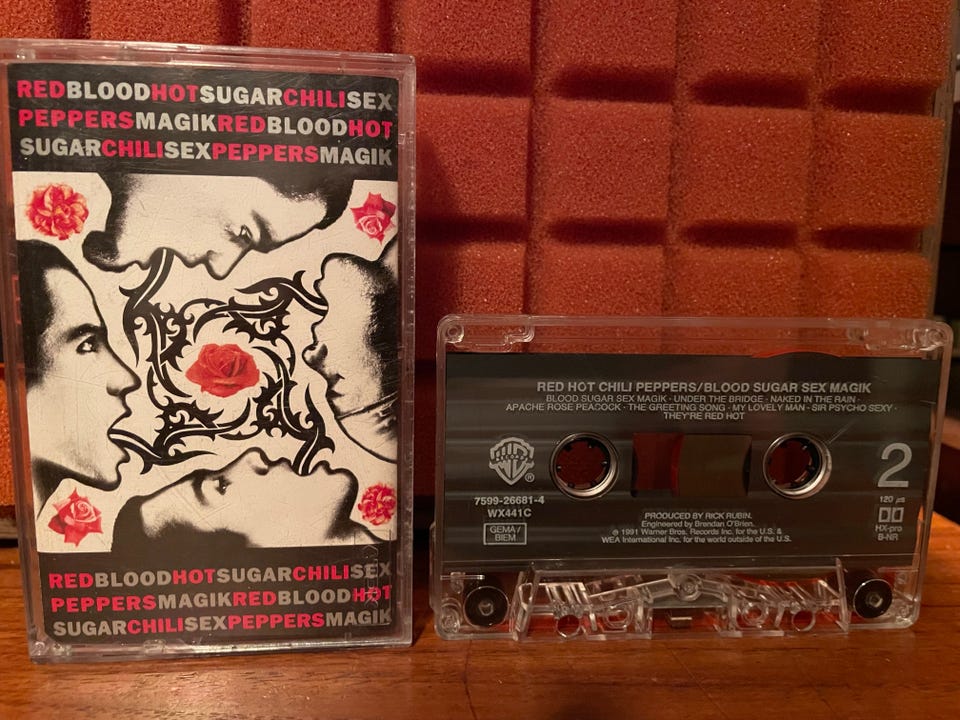 REDBLOODHOTSUGARCHILISEX
PEPPERSMAGIKREDBLOODHOT
SUGARCHILISEXPEPPERSMAGIK
REDBLOODHOTSUGARCHILISEX
PEPPERSMAGIKREDBLOODHOT
SUGARCHILISEXPEPPERSMAGIK
RED HOT CHILI PEPPERS/BLOOD SUGAR SEX MAGIK
BLOOD SUGAR SEX MAGIK · UNDER THE BRIDGE · NAKED IN THE RAIN ·
APACHE ROSE PEACOCK · THE GREETING SONG · MY LOVELY MAN · SIR PSYCHO SEXY ·
THEY'RE RED HOT
WB
RECORDS
®
2
7599-26681-4
WX441C
GEMA/
BIEM
PRODUCED BY RICK RUBIN.
Engineered by Brendan O'Brien.
℗ 1991 Warner Bros. Records Inc. for the U.S. &
WEA International Inc. for the world outside of the U.S.
120 µs
HX-pro
B-NR